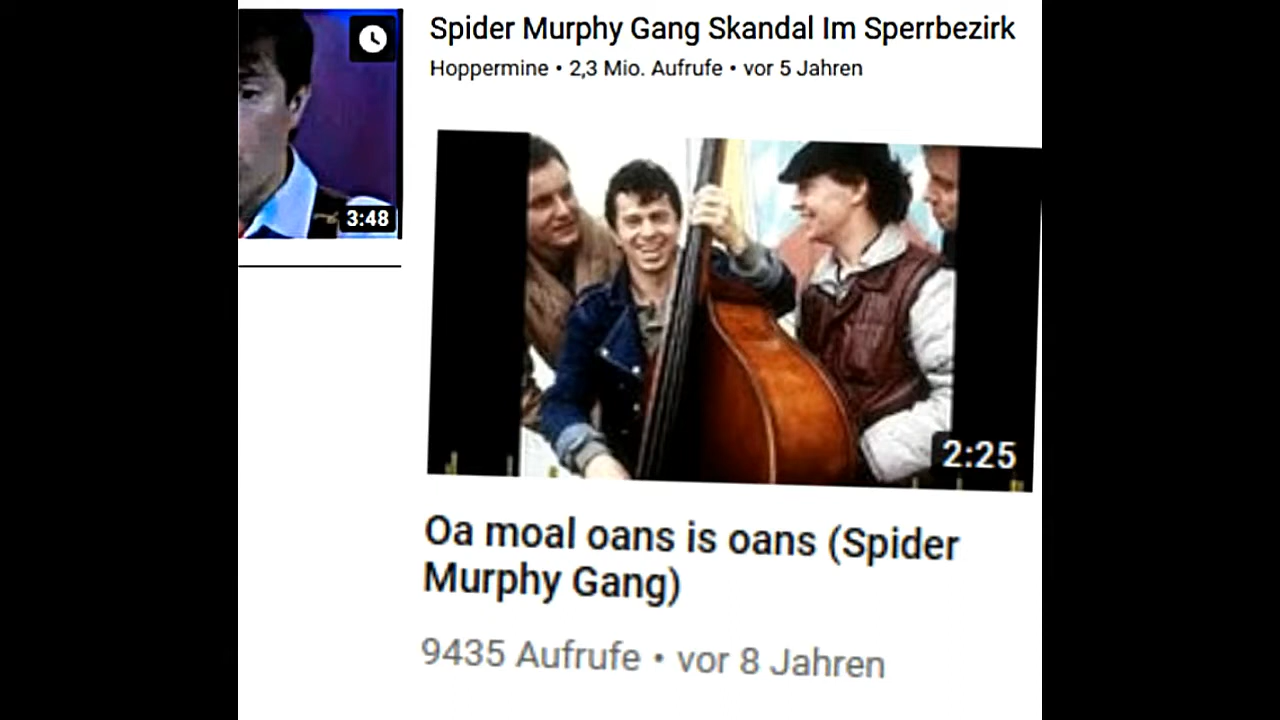 Spider Murphy Gang Skandal Im Sperrbezirk
Hoppermine • 2,3 Mio. Aufrufe • vor 5 Jahren
3:48
2:25
Oa moal oans is oans (Spider
Murphy Gang)
9435 Aufrufe • vor 8 Jahren